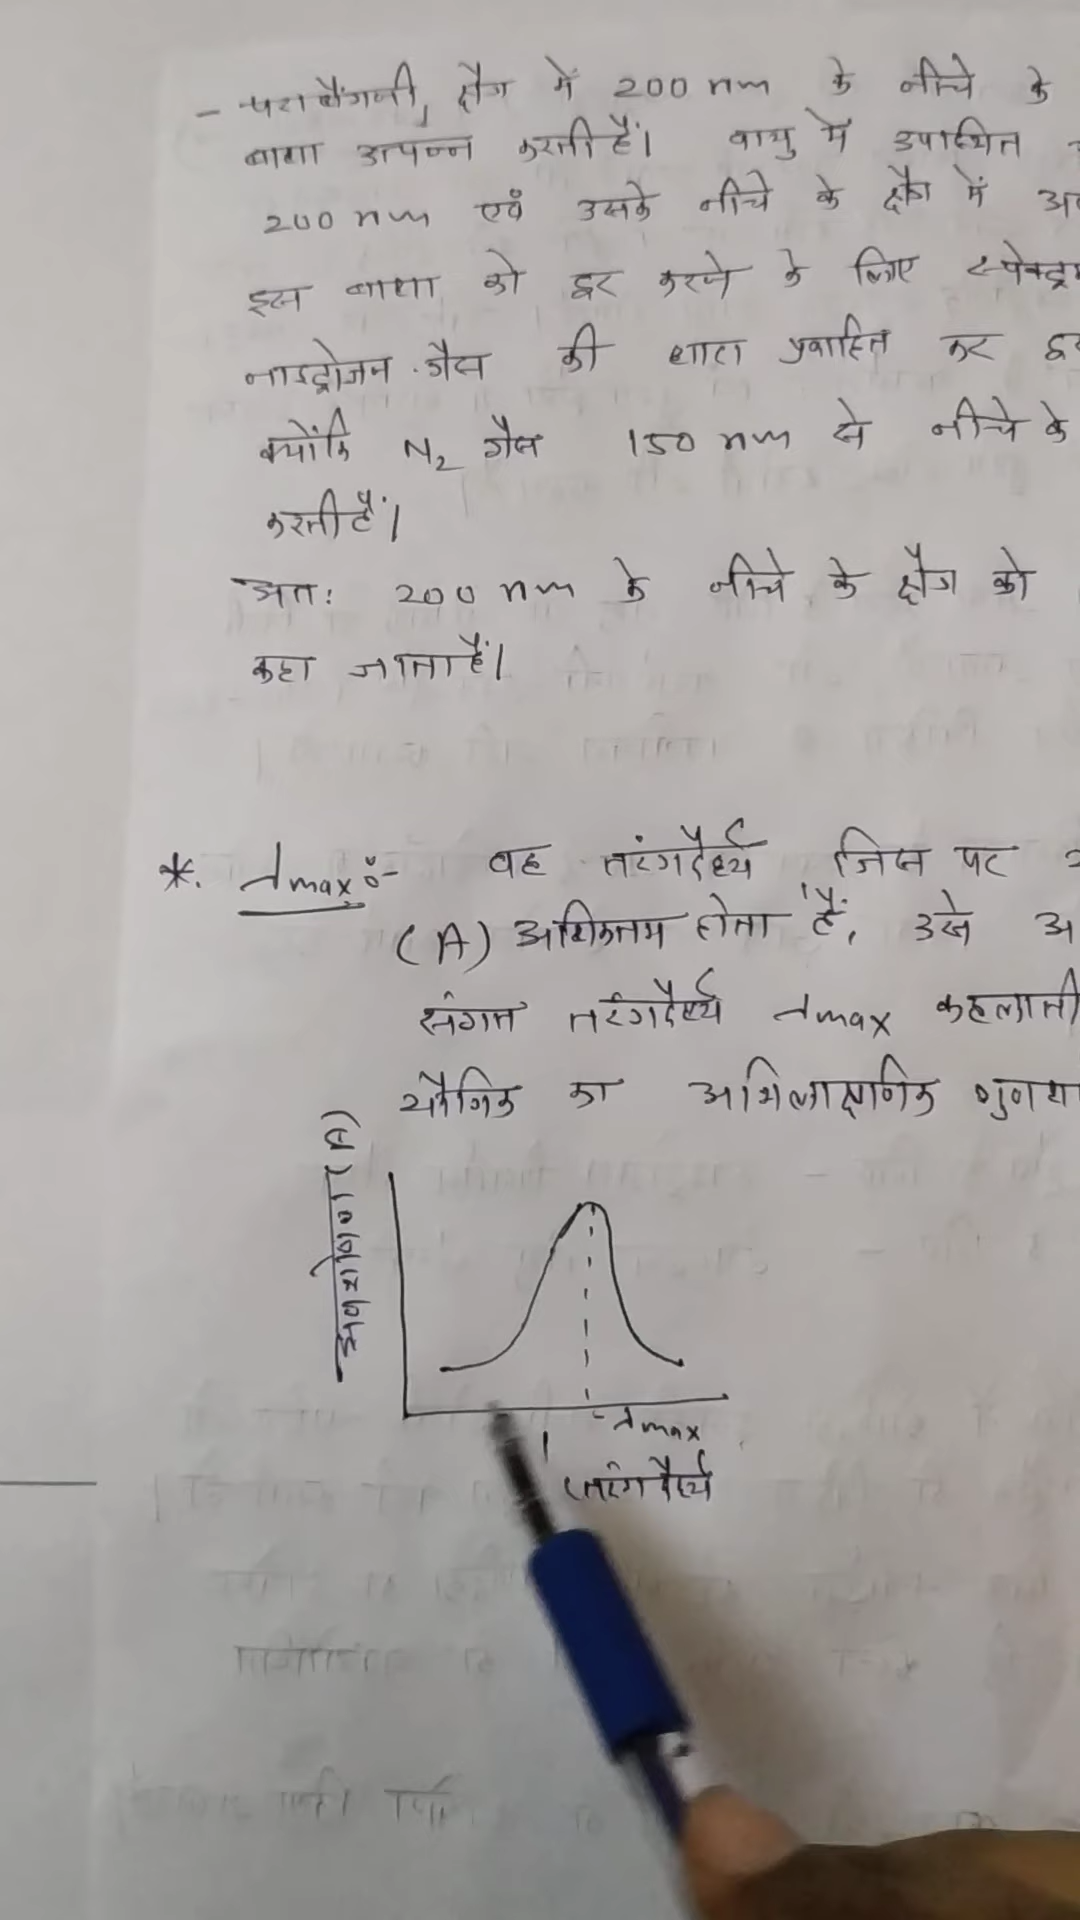 - पराबैंगनी क्षेत्र में 200 nm के नीचे के
बाधा उत्पन्न करती हैं। वायु में उपस्थित
200 nm एवं उसके नीचे के क्षेत्र में
इस बाधा को दूर करने के लिए
नाइट्रोजन गैस की धारा प्रवाहित कर
क्योंकि N₂ गैस 150 nm से नीचे के
करती हैं।
अतः 200 nm के नीचे के क्षेत्र को
कहा जाता हैं।
*. λmax :- वह तरंगदैर्ध्य जिस पर
(A) अधिकतम होता हैं, उसे
संगत तरंगदैर्ध्य λmax कहलाती
यौगिक का अभिलाक्षणिक
अवशोषण (A)
λmax
तरंगदैर्ध्य